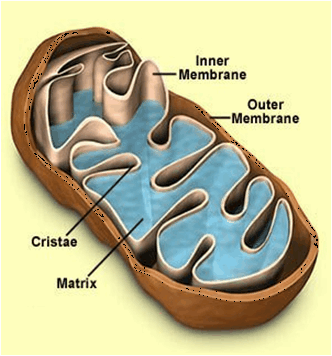 Inner
Membrane
Outer
Membrane
Cristae
Matrix